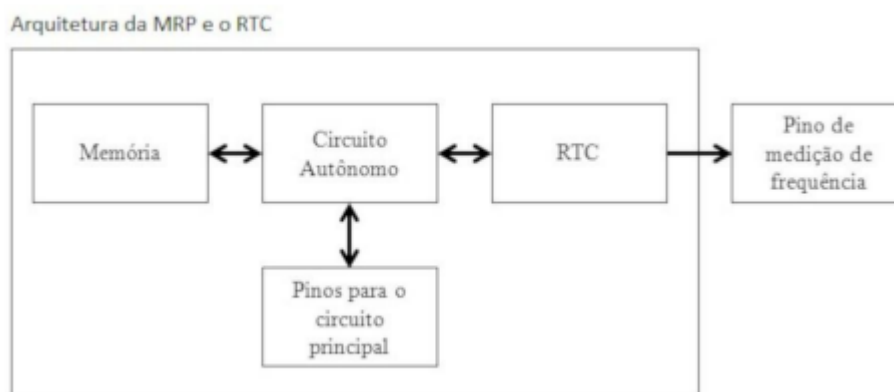 Arquitetura da MRP e o RTC
Memória
Circuito
Autônomo
RTC
Pino de
medição de
frequência
Pinos para o
circuito
principal